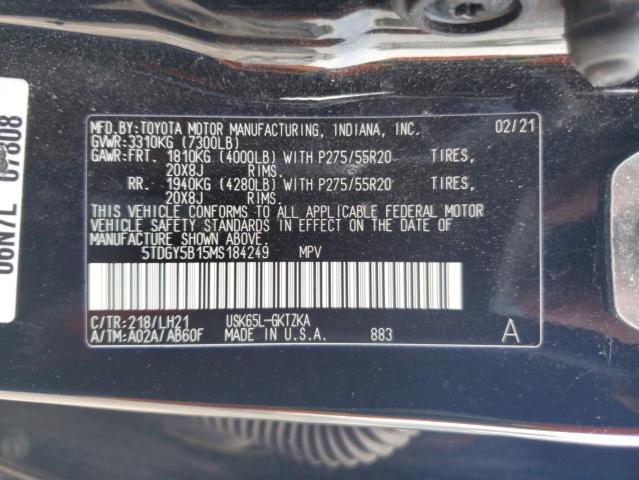 MFD.BY:TOYOTA MOTOR MANUFACTURING, INDIANA, INC. 02/21
GVWR:3310KG (7300LB)
GAWR:FRT. 1810KG (4000LB) WITH P275/55R20 TIRES,
20X8J RIMS.
RR. 1940KG (4280LB) WITH P275/55R20 TIRES,
20X8J RIMS.
THIS VEHICLE CONFORMS TO ALL APPLICABLE FEDERAL MOTOR
VEHICLE SAFETY STANDARDS IN EFFECT ON THE DATE OF
MANUFACTURE SHOWN ABOVE.
5TDGY5B15MS184249 MPV
C/TR:218/LH21 USK65L-GKTZKA
A/TM:A02A/AB60F MADE IN U.S.A. 883 A